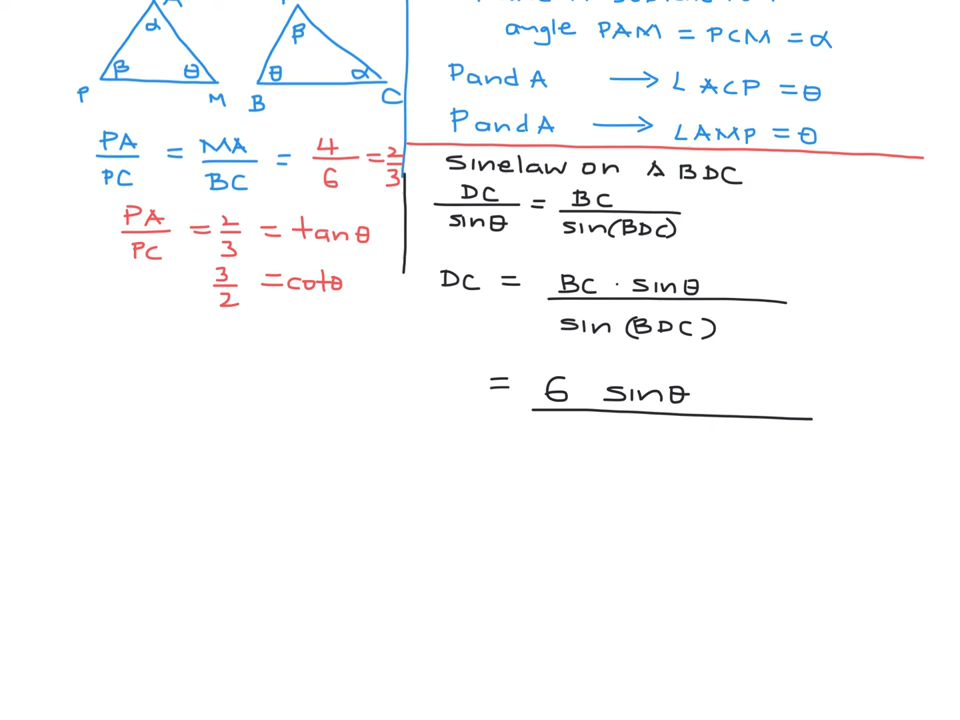 α β
β θ θ α
P M B C
angle PAM = PCM = α
P and A → ∠ACP = θ
P and A → ∠AMP = θ
PA/PC = MA/BC = 4/6 = 2/3
PA/PC = 2/3 = tanθ
3/2 = cotθ
Sinelaw on Δ BDC
DC/sinθ = BC/sin(BDC)
DC = BC · sinθ / sin(BDC)
= 6 sinθ